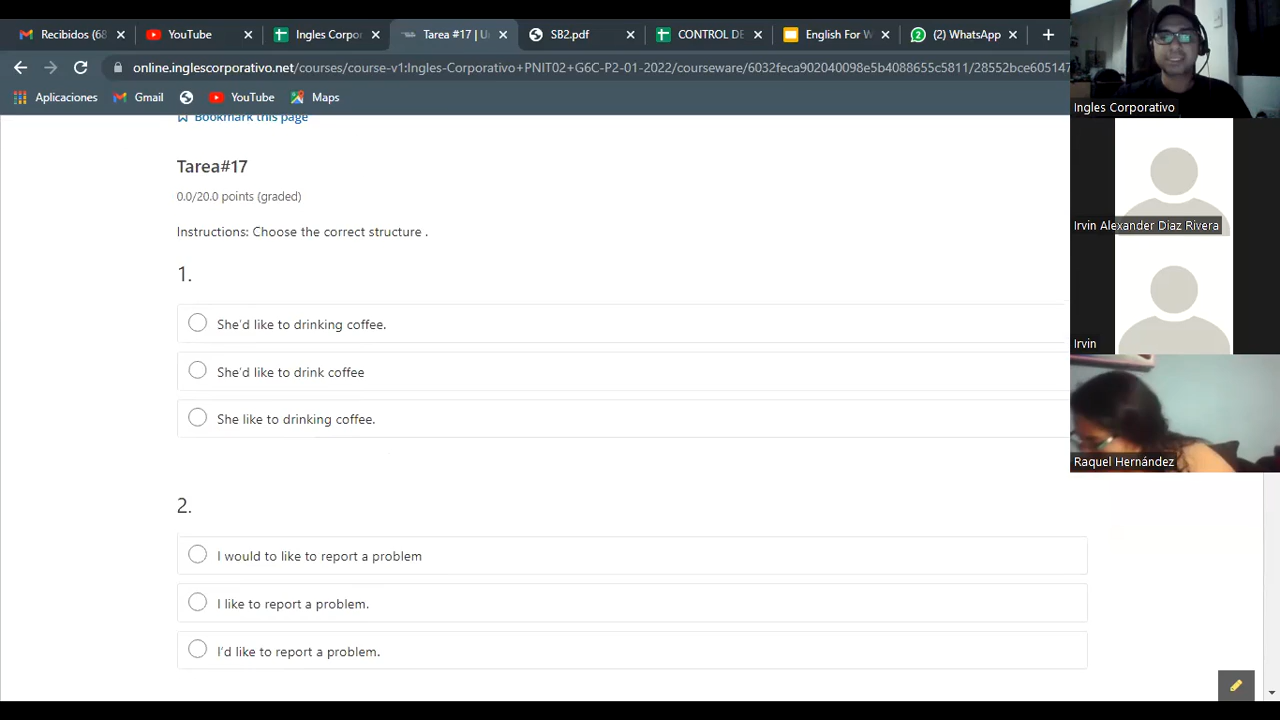 Recibidos (68
YouTube
Ingles Corpor
Tarea #17 | U
SB2.pdf
CONTROL DE
English For W
(2) WhatsApp
online.inglescorporativo.net/courses/course-v1:Ingles-Corporativo+PNIT02+G6C-P2-01-2022/courseware/6032feca902040098e5b4088655c5811/28552bce605147
Aplicaciones
Gmail
YouTube
Maps
Bookmark this page
Tarea#17
0.0/20.0 points (graded)
Instructions: Choose the correct structure .
1.
She'd like to drinking coffee.
She'd like to drink coffee
She like to drinking coffee.
2.
I would to like to report a problem
I like to report a problem.
I'd like to report a problem.
Ingles Corporativo
Irvin Alexander Diaz Rivera
Irvin
Raquel Hernández